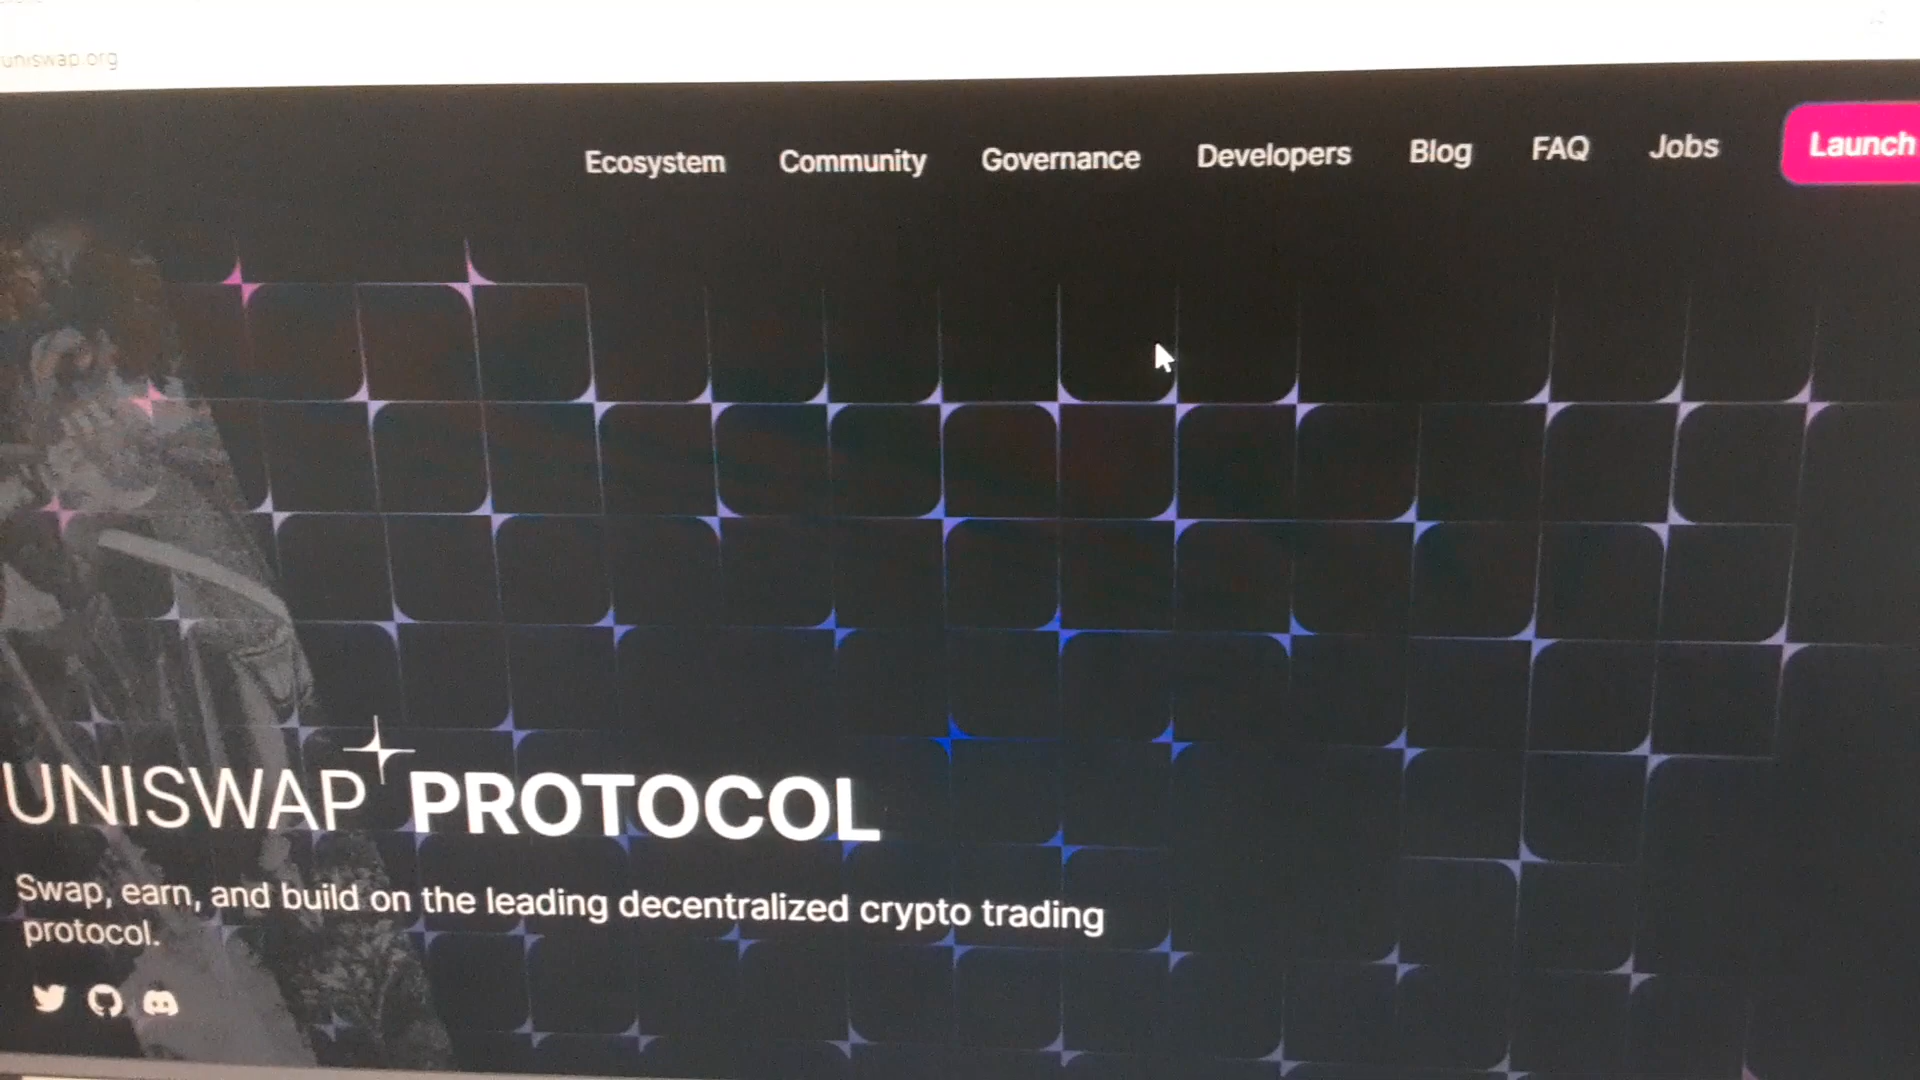 uniswap.org
Ecosystem Community Governance Developers Blog FAQ Jobs Launch
UNISWAP PROTOCOL
Swap, earn, and build on the leading decentralized crypto trading
protocol.